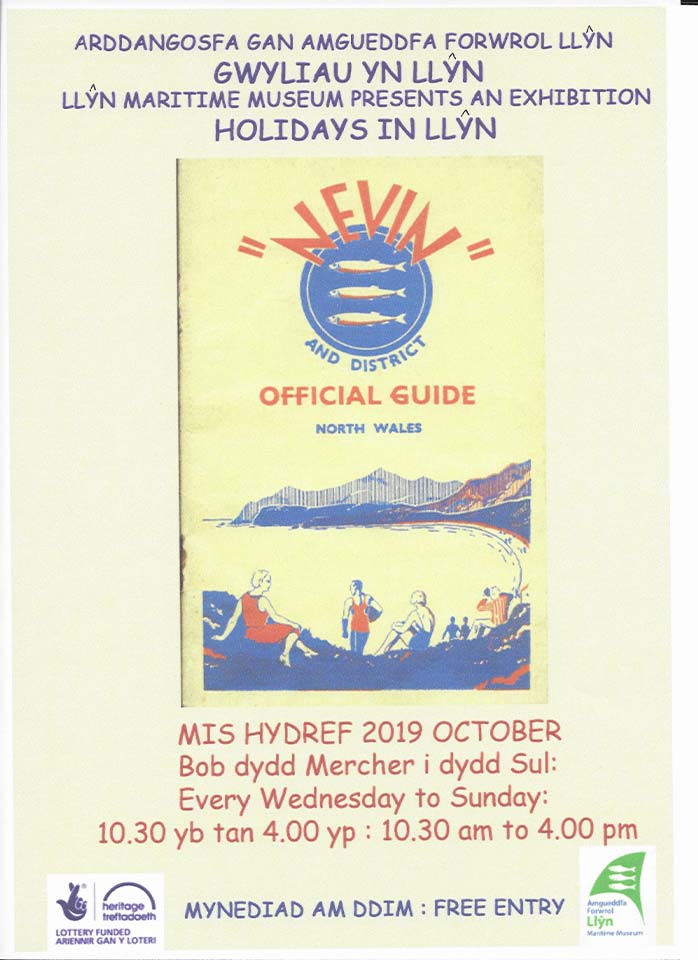 ARDDANGOSFA GAN AMGUEDDFA FORWROL LLŶN
GWYLIAU YN LLŶN
LLŶN MARITIME MUSEUM PRESENTS AN EXHIBITION
HOLIDAYS IN LLŶN
"NEVIN"
AND DISTRICT
OFFICIAL GUIDE
NORTH WALES
MIS HYDREF 2019 OCTOBER
Bob dydd Mercher i dydd Sul:
Every Wednesday to Sunday:
10.30 yb tan 4.00 yp : 10.30 am to 4.00 pm
heritage
treftadaeth
LOTTERY FUNDED
ARIENNIR GAN Y LOTERI
MYNEDIAD AM DDIM : FREE ENTRY
Amgueddfa
Forwrol
Llŷn
Maritime Museum